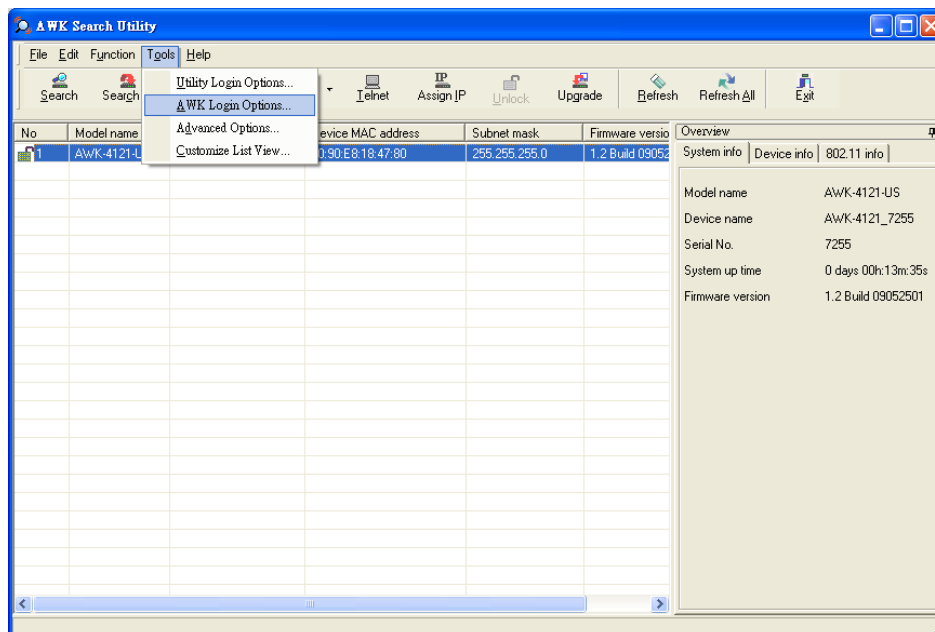 AWK Search Utility
File Edit Function Tools Help
Search Search Telnet Assign IP Unlock Upgrade Refresh Refresh All Exit
Utility Login Options...
AWK Login Options...
Advanced Options...
Customize List View...
No Model name evice MAC address Subnet mask Firmware versio
1 AWK-4121-U 0:90:E8:18:47:80 255.255.255.0 1.2 Build 09052
Overview
System info Device info 802.11 info
Model name AWK-4121-US
Device name AWK-4121_7255
Serial No. 7255
System up time 0 days 00h:13m:35s
Firmware version 1.2 Build 09052501